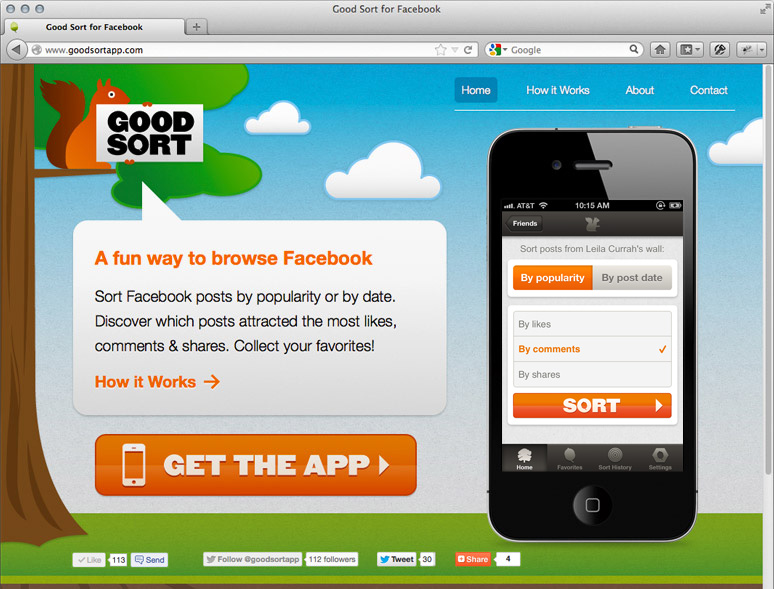 Good Sort for Facebook
Good Sort for Facebook
www.goodsortapp.com
Google
GOOD
SORT
Home
How it Works
About
Contact
A fun way to browse Facebook
Sort Facebook posts by popularity or by date.
Discover which posts attracted the most likes,
comments & shares. Collect your favorites!
How it Works
GET THE APP
AT&T
10:15 AM
Friends
Sort posts from Leila Currah's wall:
By popularity
By post date
By likes
By comments
By shares
SORT
Home
Favorites
Sort History
Settings
Like
113
Send
Follow @goodsortapp
112 followers
Tweet
30
Share
4